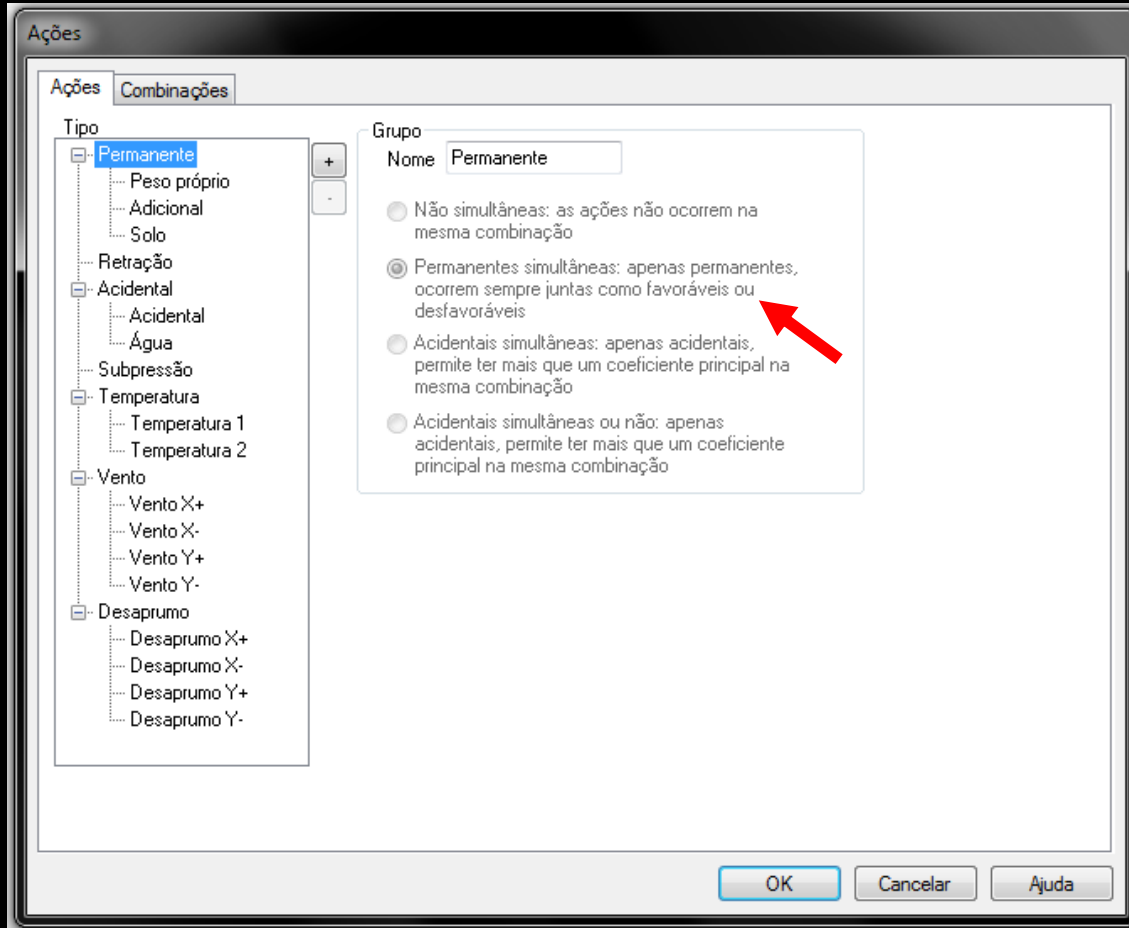 Ações
Ações
Combinações
Tipo
Permanente
Peso próprio
Adicional
Solo
Retração
Acidental
Acidental
Água
Subpressão
Temperatura
Temperatura 1
Temperatura 2
Vento
Vento X+
Vento X-
Vento Y+
Vento Y-
Desaprumo
Desaprumo X+
Desaprumo X-
Desaprumo Y+
Desaprumo Y-
+
-
Grupo
Nome Permanente
Não simultâneas: as ações não ocorrem na
mesma combinação
Permanentes simultâneas: apenas permanentes,
ocorrem sempre juntas como favoráveis ou
desfavoráveis
Acidentais simultâneas: apenas acidentais,
permite ter mais que um coeficiente principal na
mesma combinação
Acidentais simultâneas ou não: apenas
acidentais, permite ter mais que um coeficiente
principal na mesma combinação
OK
Cancelar
Ajuda